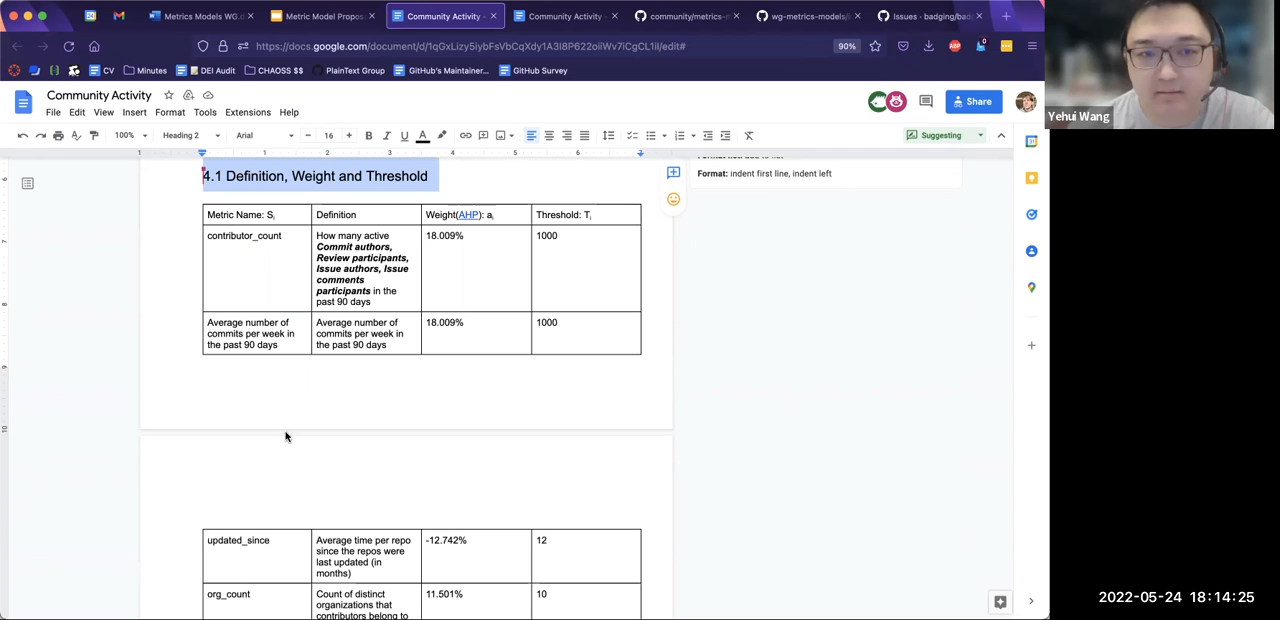 Metrics Models WG.d
Metric Model Propos
Community Activity -
Community Activity -
community/metrics-m
wg-metrics-models/a
Issues · badging/bad
https://docs.google.com/document/d/1qGxLizy5iybFsVbCqXdy1A3I8P622oiiWv7iCgCL1iI/edit#
90%
CV
Minutes
DEI Audit
CHAOSS $$
PlainText Group
GitHub's Maintainer...
GitHub Survey
Community Activity
File Edit View Insert Format Tools Extensions Help
Share
100%
Heading 2
Arial
16
Suggesting
Yehui Wang
Format: indent first line, indent left
4.1 Definition, Weight and Threshold
Metric Name: Si
Definition
Weight(AHP): ai
Threshold: Ti
contributor_count
How many active
Commit authors,
Review participants,
Issue authors, Issue
comments
participants in the
past 90 days
18.009%
1000
Average number of
commits per week in
the past 90 days
Average number of
commits per week in
the past 90 days
18.009%
1000
updated_since
Average time per repo
since the repos were
last updated (in
months)
-12.742%
12
org_count
Count of distinct
organizations that
contributors belong to
11.501%
10
2022-05-24 18:14:25